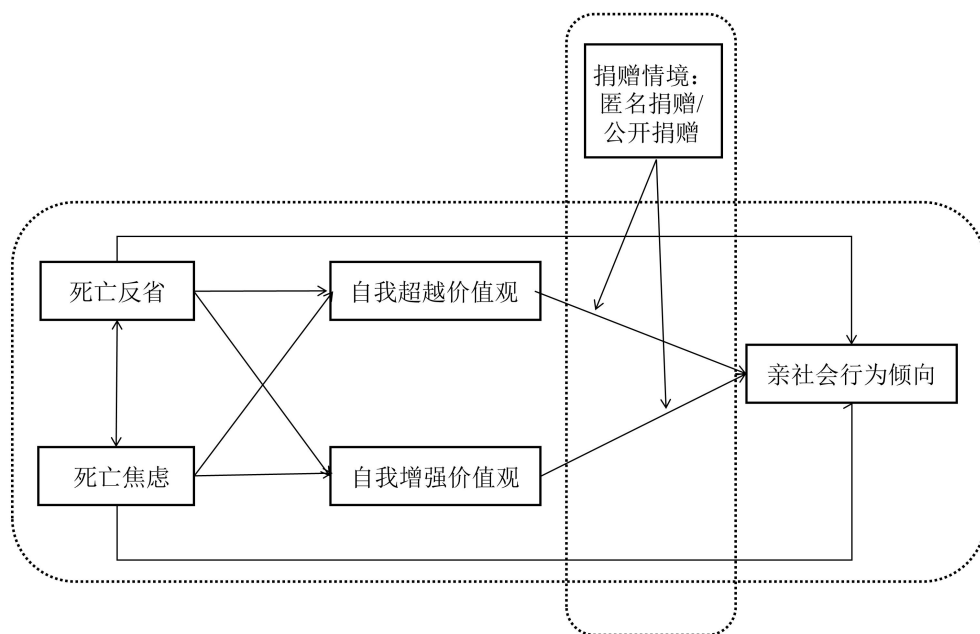 捐赠情境：
匿名捐赠/
公开捐赠
死亡反省
自我超越价值观
亲社会行为倾向
死亡焦虑
自我增强价值观